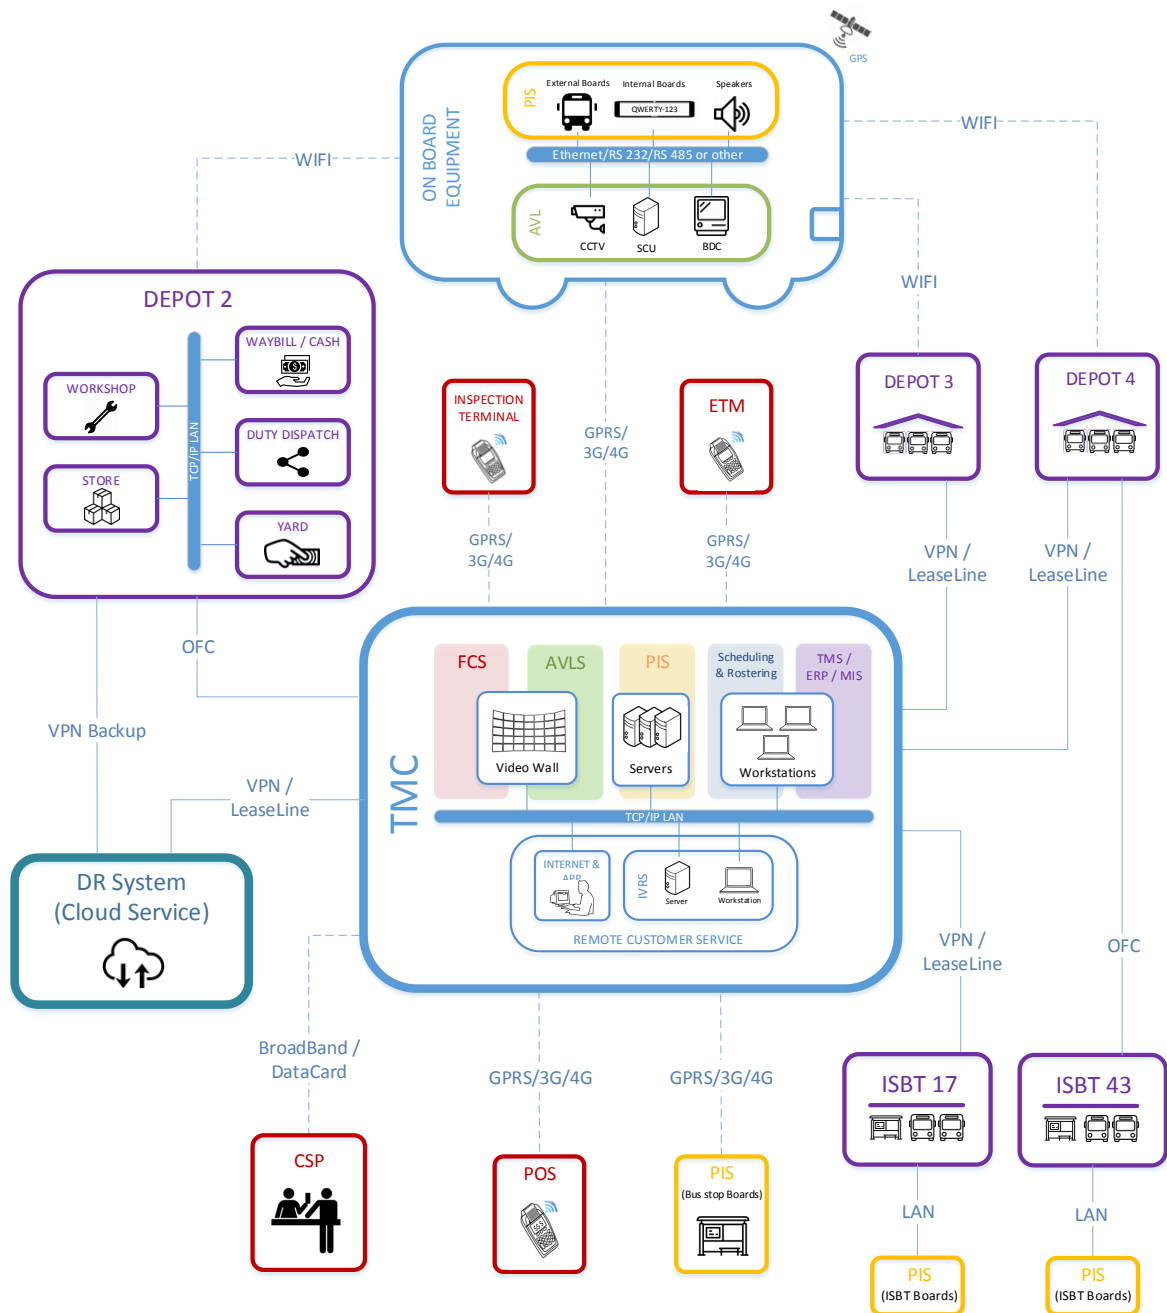 GPS
ON BOARD
EQUIPMENT
PIS
External Boards
Internal Boards
Speakers
QWERTY-123
Ethernet/RS 232/RS 485 or other
AVL
CCTV
SCU
BDC
WIFI
WIFI
WIFI
DEPOT 2
WORKSHOP
STORE
TCP/IP LAN
WAYBILL / CASH
DUTY DISPATCH
YARD
INSPECTION
TERMINAL
ETM
DEPOT 3
DEPOT 4
GPRS/
3G/4G
GPRS/
3G/4G
GPRS/
3G/4G
VPN /
LeaseLine
VPN /
LeaseLine
OFC
VPN Backup
VPN /
LeaseLine
TMC
FCS
AVLS
PIS
Scheduling
& Rostering
TMS /
ERP / MIS
Video Wall
Servers
Workstations
TCP/IP LAN
INTERNET &
APP
IVRS
Server
Workstation
REMOTE CUSTOMER SERVICE
DR System
(Cloud Service)
VPN /
LeaseLine
OFC
BroadBand /
DataCard
GPRS/3G/4G
GPRS/3G/4G
CSP
POS
PIS
(Bus stop Boards)
ISBT 17
ISBT 43
LAN
LAN
PIS
(ISBT Boards)
PIS
(ISBT Boards)